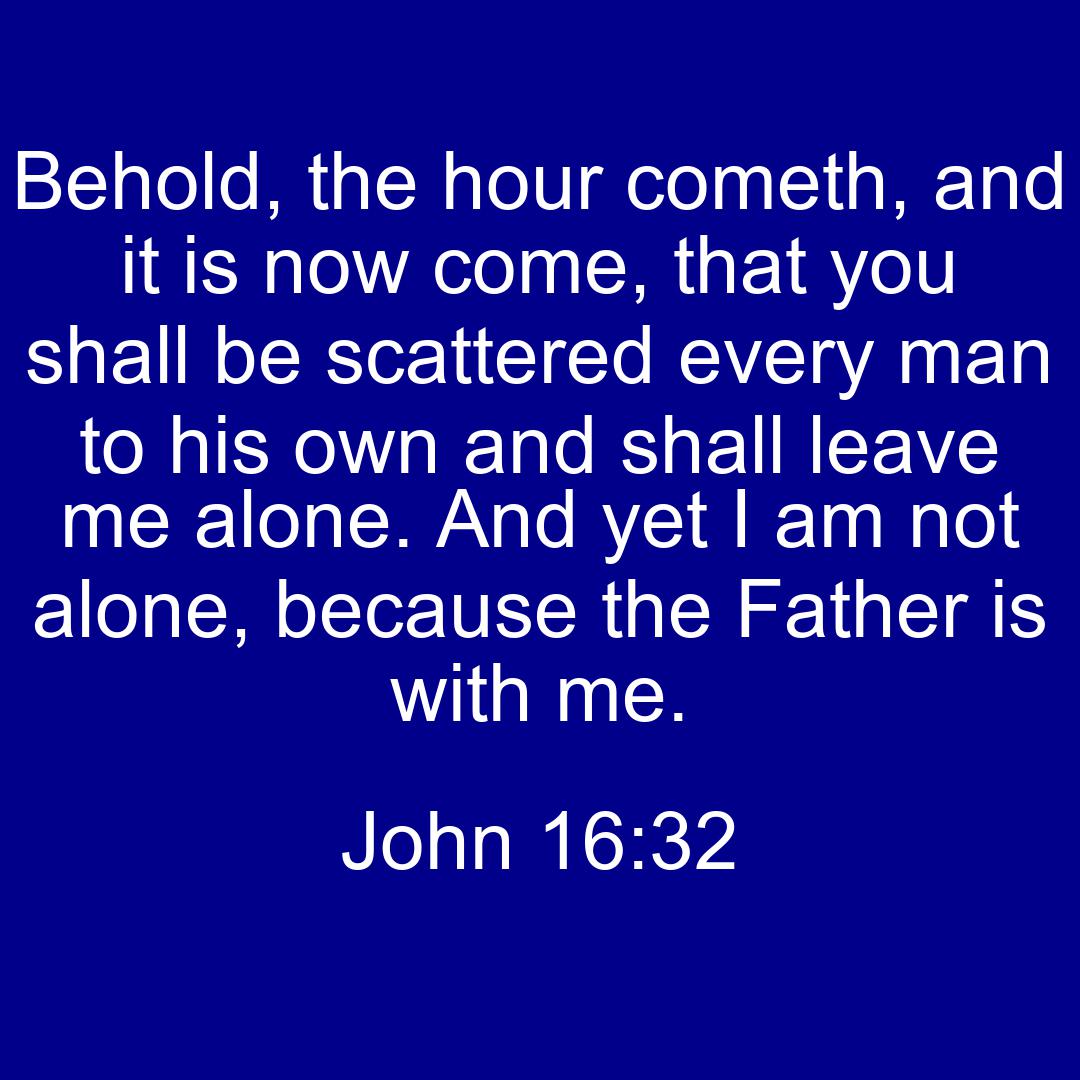 Behold, the hour cometh, and
it is now come, that you
shall be scattered every man
to his own and shall leave
me alone. And yet I am not
alone, because the Father is
with me.
John 16:32